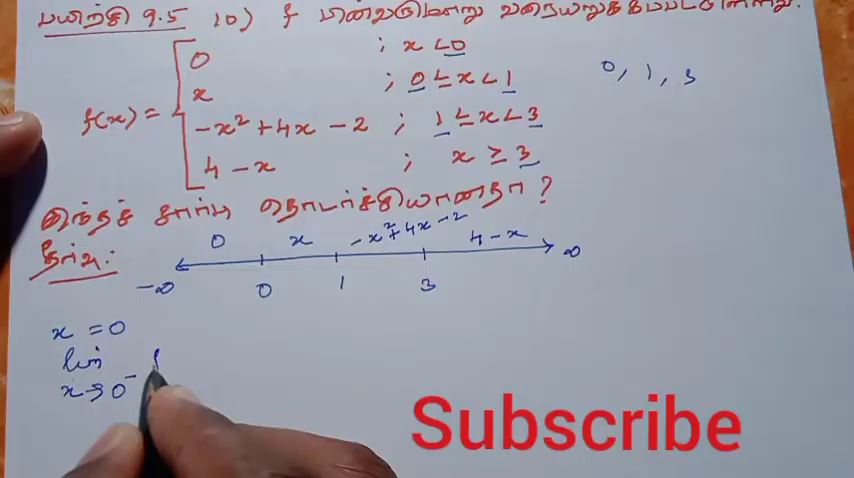 பயிற்சி 9.5 10) f பின்வருமாறு வரையறுக்கப்பட்டுள்ளது.
0 ; x < 0
x ; 0 ≤ x < 1 0, 1, 3
f(x) = -x² + 4x - 2 ; 1 ≤ x < 3
4 - x ; x ≥ 3
இந்தச் சார்பு தொடர்ச்சியானதா ?
தீர்வு:
0 x -x²+4x-2 4-x
-∞ 0 1 3 ∞
x = 0
lim f
x→0⁻
Subscribe